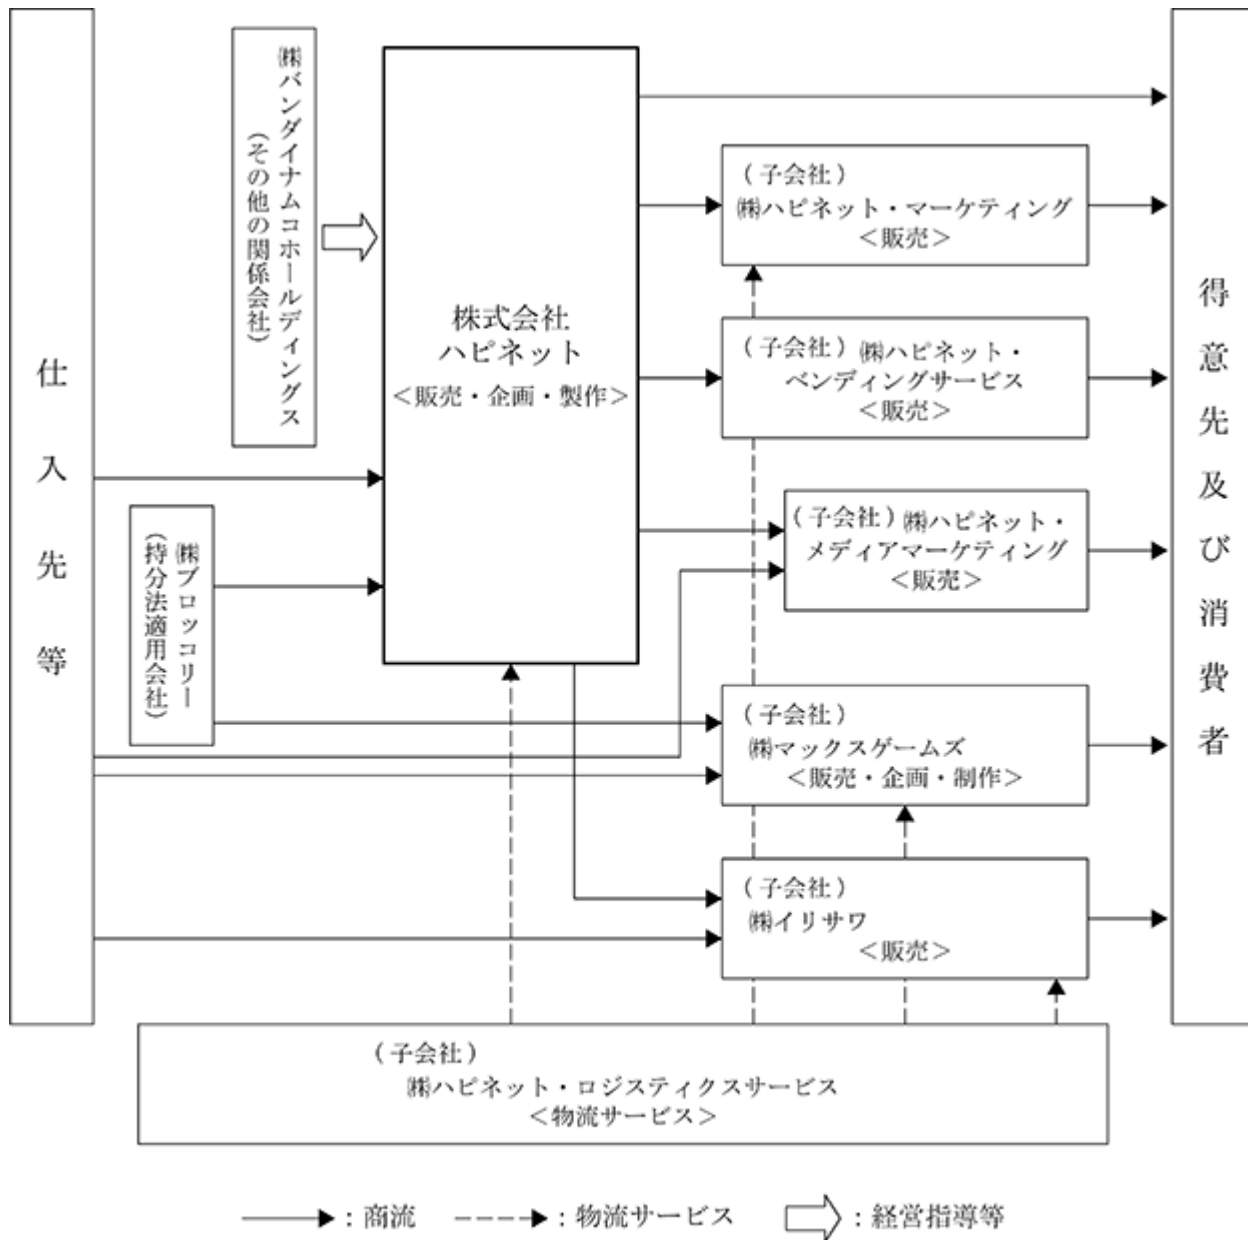 仕入先等
㈱バンダイナムコホールディングス
（その他の関係会社）
㈱ブロッコリー
（持分法適用会社）
株式会社
ハピネット
＜販売・企画・製作＞
（子会社）
㈱ハピネット・マーケティング
＜販売＞
（子会社）㈱ハピネット・
ベンディングサービス
＜販売＞
（子会社）㈱ハピネット・
メディアマーケティング
＜販売＞
（子会社）
㈱マックスゲームズ
＜販売・企画・制作＞
（子会社）
㈱イリサワ
＜販売＞
得意先及び消費者
（子会社）
㈱ハピネット・ロジスティクスサービス
＜物流サービス＞
：商流 ：物流サービス ：経営指導等